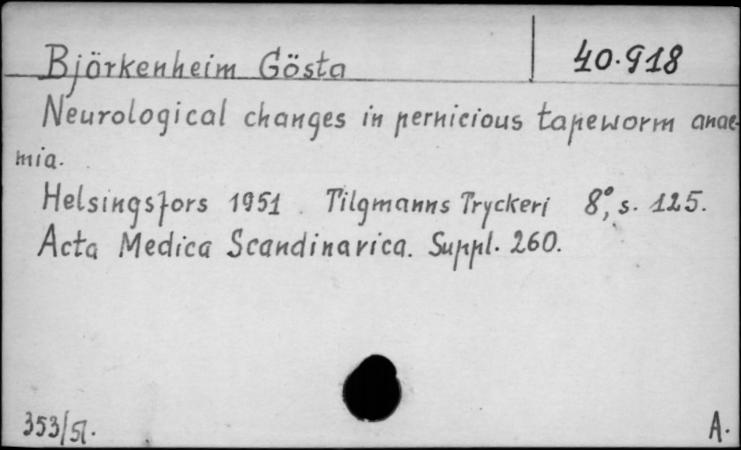 Björkenheim Gösta 40.918
Neurological changes in pernicious tapeworm anae-
mia.
Helsingsfors 1951 Tilgmanns Tryckeri 8°, s. 125.
Acta Medica Scandinavica. Suppl. 260.
353/51. A.